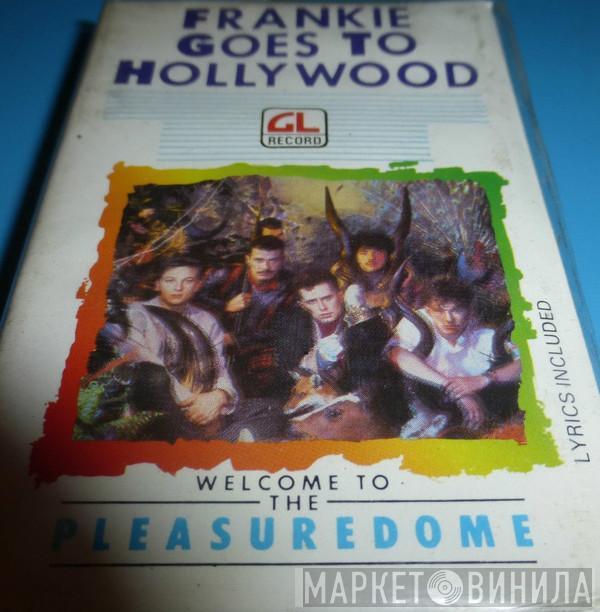 FRANKIE
GOES TO
HOLLYWOOD
GL
RECORD
LYRICS INCLUDED
WELCOME TO
THE
PLEASUREDOME
МАРКЕТ ВИНИЛА